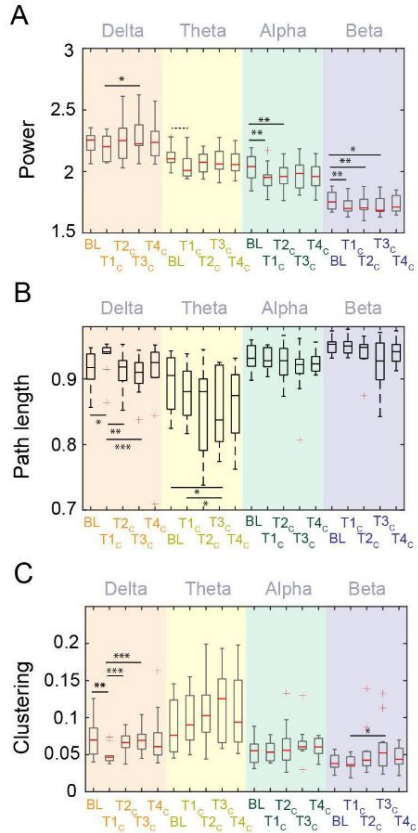 A
Delta Theta Alpha Beta
Power
3
2.5
2
1.5
*
**
**
*
**
**
BL T2C T4C T1C T3C BL T2C T4C BL T2C T4C
T1C T3C BL T2C T4C T1C T3C BL T2C T4C
B
Delta Theta Alpha Beta
Path length
0.9
0.8
0.7
*
**
***
*
*
BL T2C T4C T1C T3C BL T2C T4C T1C T3C
T1C T3C BL T2C T4C T1C T3C BL T2C T4C
C
Delta Theta Alpha Beta
Clustering
0.2
0.15
0.1
0.05
0
***
***
**
*
BL T2C T4C T1C T3C BL T2C T4C T1C T3C
T1C T3C BL T2C T4C T1C T3C BL T2C T4C